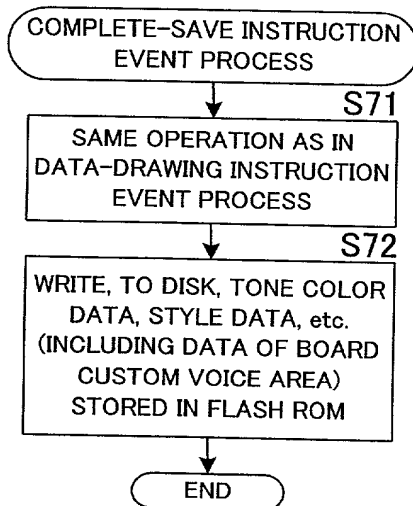 COMPLETE-SAVE INSTRUCTION
EVENT PROCESS
S71
SAME OPERATION AS IN
DATA-DRAWING INSTRUCTION
EVENT PROCESS
S72
WRITE, TO DISK, TONE COLOR
DATA, STYLE DATA, etc.
(INCLUDING DATA OF BOARD
CUSTOM VOICE AREA)
STORED IN FLASH ROM
END